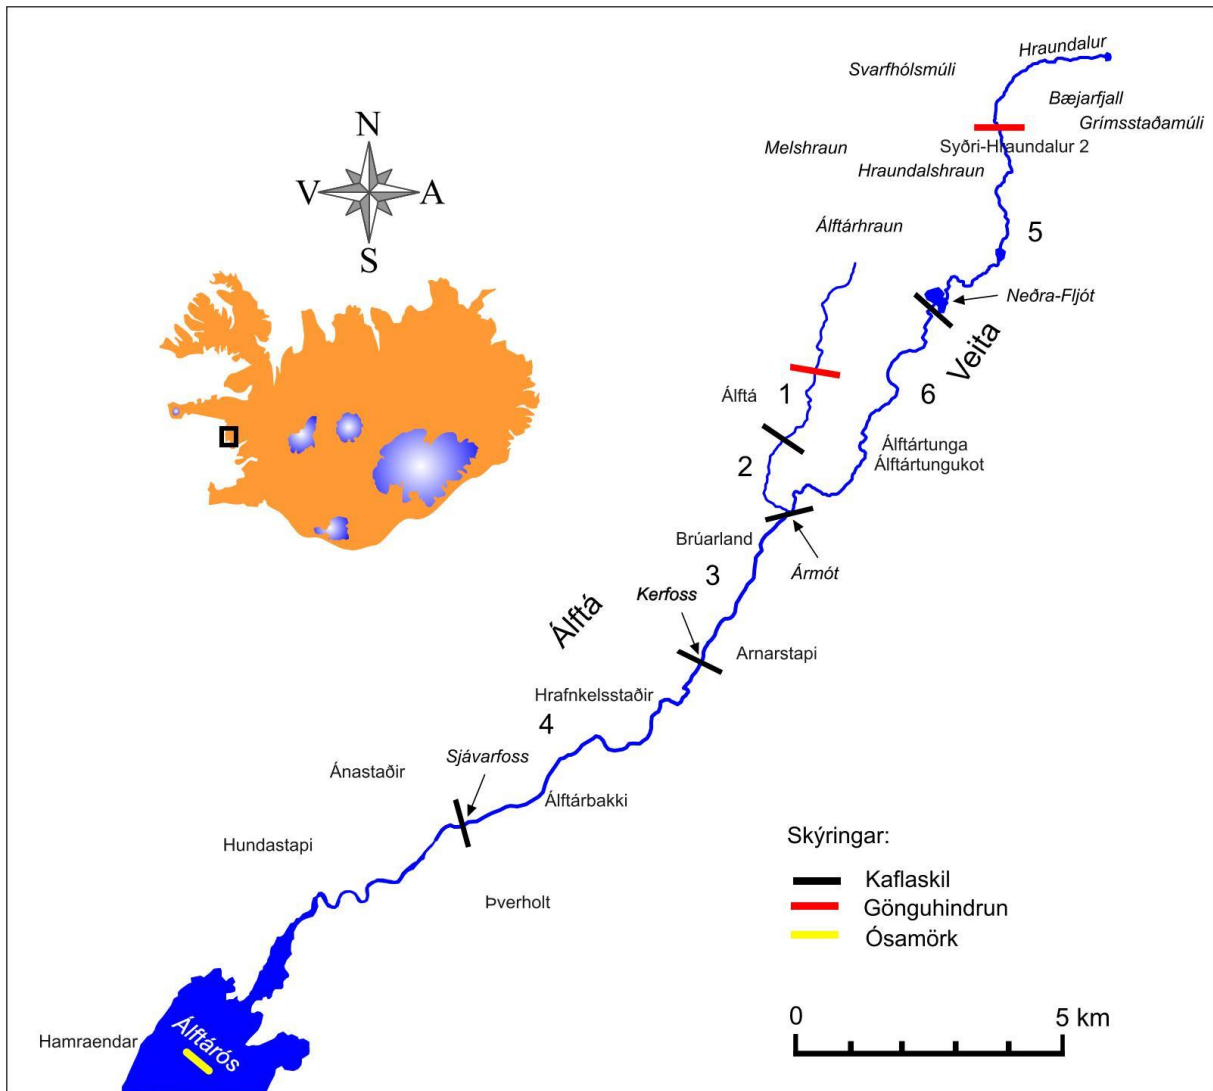 Hraundalur
Svarfhólsmúli
Bæjarfjall
Grímsstaðamúli
N
Melshraun
Syðri-Hraundalur 2
Hraundalshraun
V
A
Álftárhraun
5
S
Neðra-Fljót
Veita
1
6
Álftá
Álftártunga
2
Álftártungukot
Brúarland
3
Ármót
Kerfoss
Álftá
Arnarstapi
Hrafnkelsstaðir
4
Sjávarfoss
Ánastaðir
Álftárbakki
Hundastapi
Skýringar:
Kaflaskil
Þverholt
Gönguhindrun
Ósamörk
0
5 km
Hamraendar
Álftárós